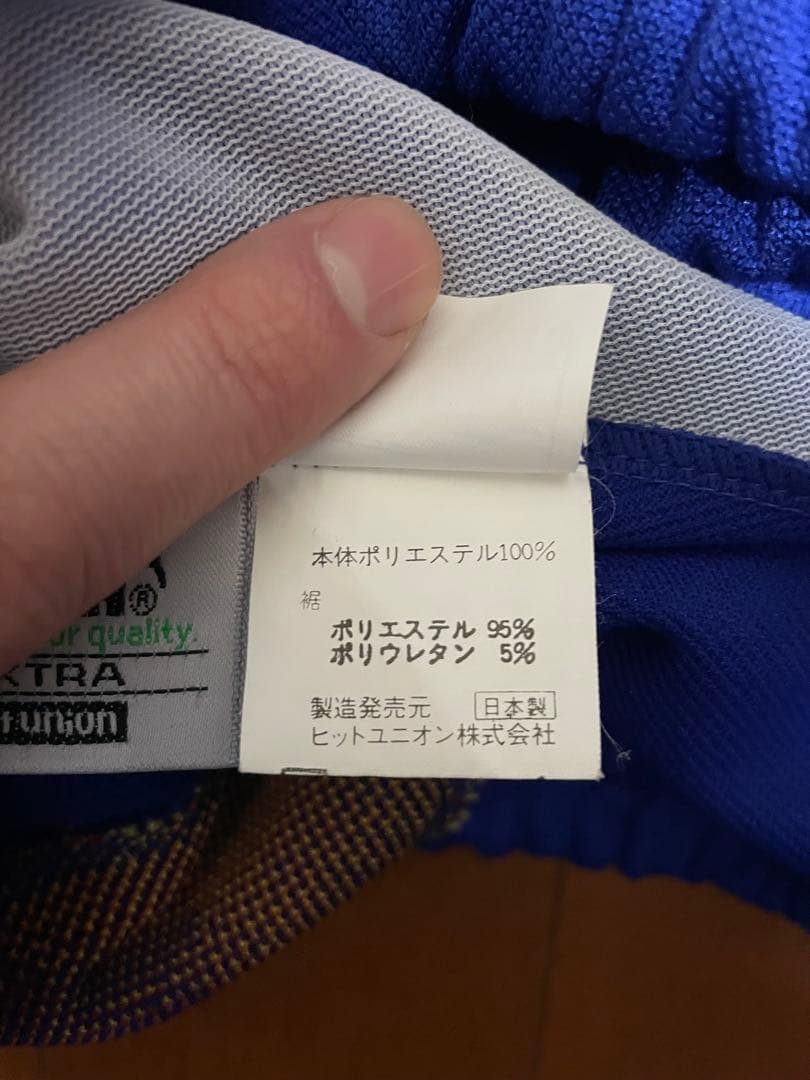 本体ポリエステル100%
裾
ポリエステル 95%
ポリウレタン 5%
製造発売元 日本製
ヒットユニオン株式会社
®
quality.
XTRA
union